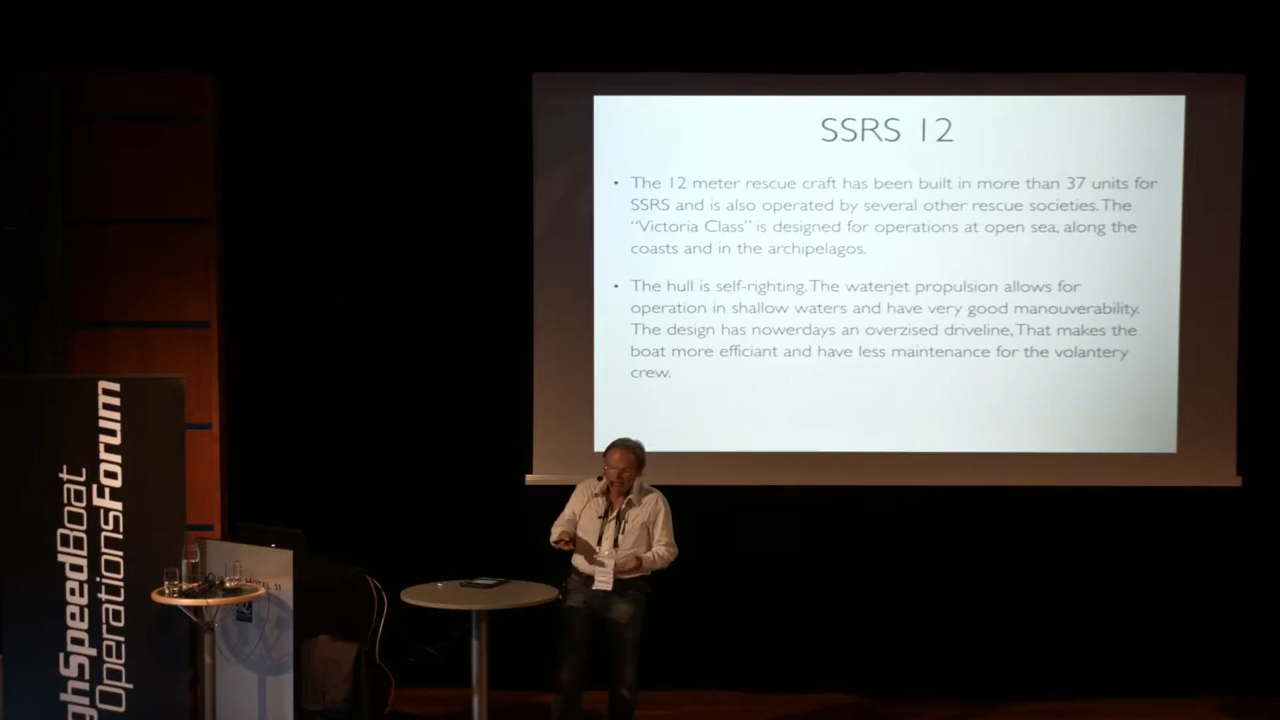 SSRS 12
• The 12 meter rescue craft has been built in more than 37 units for
SSRS and is also operated by several other rescue societies. The
“Victoria Class” is designed for operations at open sea, along the
coasts and in the archipelagos.
• The hull is self-righting. The waterjet propulsion allows for
operation in shallow waters and have very good manouverability.
The design has nowerdays an overzised driveline, That makes the
boat more efficiant and have less maintenance for the volantery
crew.
ghSpeedBoat
OperationsForum
HOTEL 11